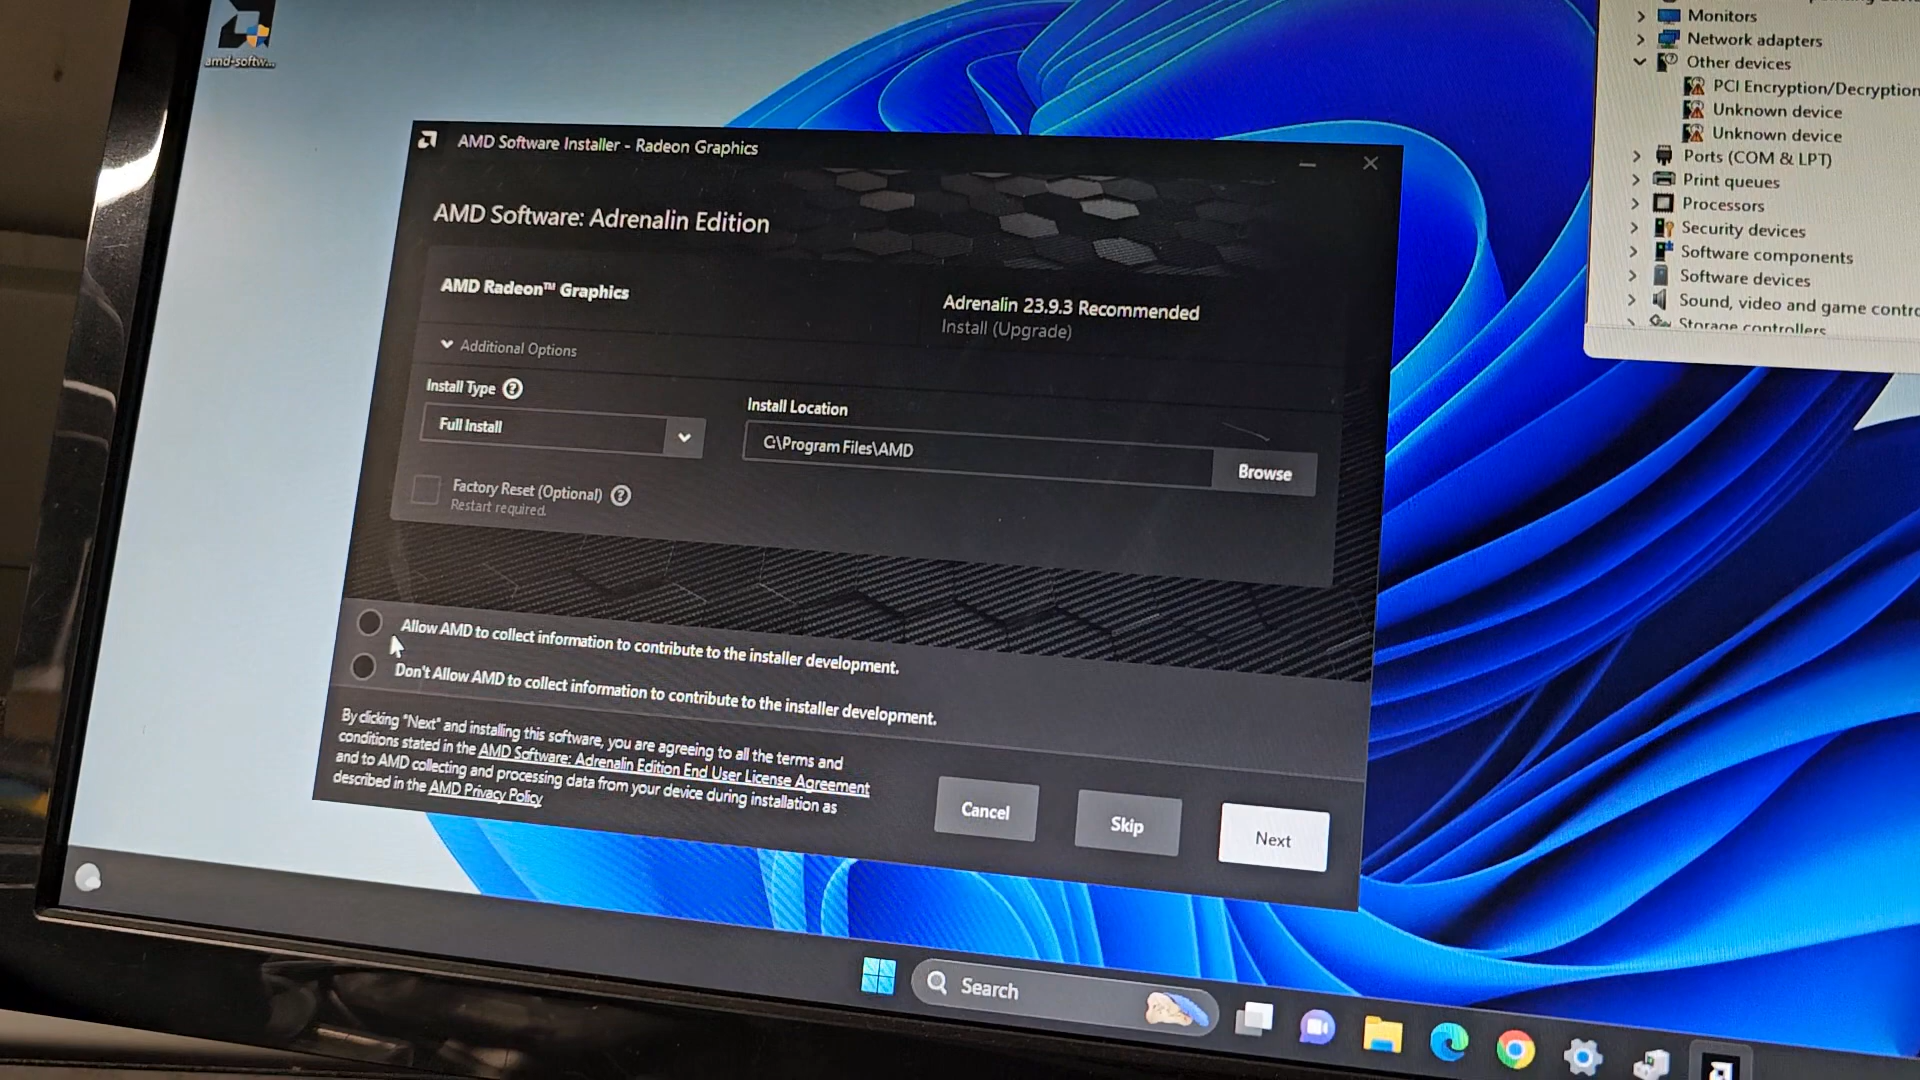 amd-softw...
AMD Software Installer - Radeon Graphics
AMD Software: Adrenalin Edition
AMD Radeon™ Graphics
Adrenalin 23.9.3 Recommended
Install (Upgrade)
Additional Options
Install Type ?
Install Location
Full Install
C:\Program Files\AMD
Browse
Factory Reset (Optional) ?
Restart required.
Allow AMD to collect information to contribute to the installer development.
Don't Allow AMD to collect information to contribute to the installer development.
By clicking "Next" and installing this software, you are agreeing to all the terms and
conditions stated in the AMD Software: Adrenalin Edition End User License Agreement
and to AMD collecting and processing data from your device during installation as
described in the AMD Privacy Policy
Cancel
Skip
Next
Monitors
Network adapters
Other devices
PCI Encryption/Decryption
Unknown device
Unknown device
Ports (COM & LPT)
Print queues
Processors
Security devices
Software components
Software devices
Sound, video and game contro
Storage controllers
Search